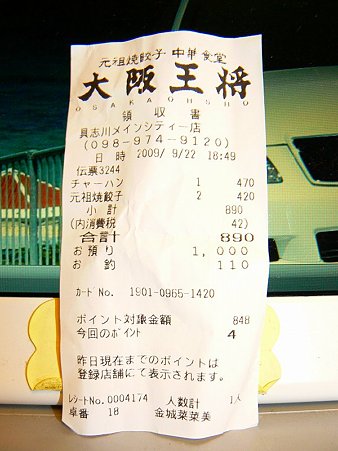 元祖焼餃子 中華食堂
大阪王将
OSAKAOHSHO
領 収 書
具志川メインシティー店
(098-974-9120)
日 時 2009/ 9/22 18:49
伝票3244
チャーハン 1 470
元祖焼餃子 2 420
小 計 890
(内消費税 42)
合計 890
お預り 1,000
お 釣 110
カード No. 1901-0965-1420
ポイント対象金額 848
今回のポイント 4
昨日現在までのポイントは
登録店舗にて表示されます。
レシートNo.0004174 人数計 1人
卓番 18 金城菜菜美